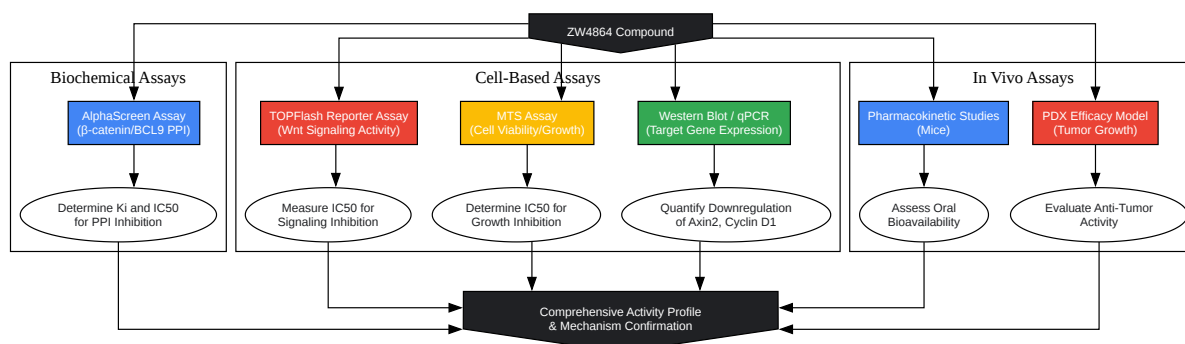 ZW4864 Compound
Biochemical Assays
Cell-Based Assays
In Vivo Assays
AlphaScreen Assay
(β-catenin/BCL9 PPI)
TOPFlash Reporter Assay
(Wnt Signaling Activity)
MTS Assay
(Cell Viability/Growth)
Western Blot / qPCR
(Target Gene Expression)
Pharmacokinetic Studies
(Mice)
PDX Efficacy Model
(Tumor Growth)
Determine Ki and IC50
for PPI Inhibition
Measure IC50 for
Signaling Inhibition
Determine IC50 for
Growth Inhibition
Quantify Downregulation
of Axin2, Cyclin D1
Assess Oral
Bioavailability
Evaluate Anti-Tumor
Activity
Comprehensive Activity Profile
& Mechanism Confirmation